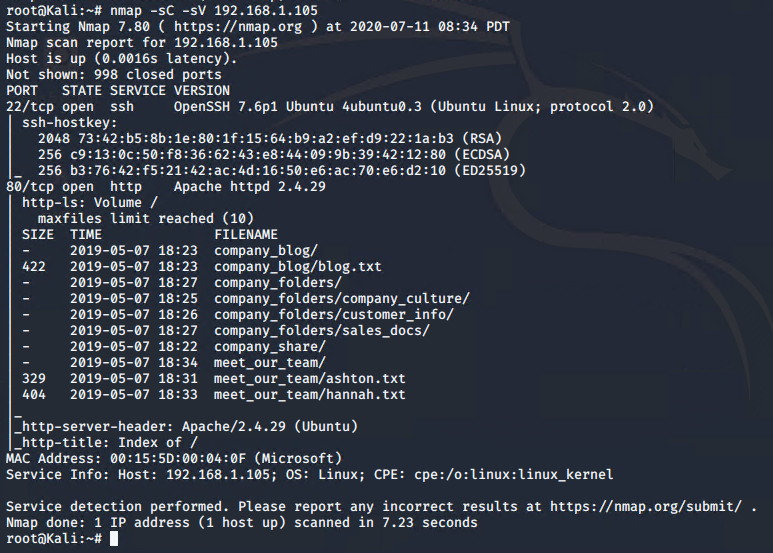 root@Kali:~# nmap -sC -sV 192.168.1.105
Starting Nmap 7.80 ( https://nmap.org ) at 2020-07-11 08:34 PDT
Nmap scan report for 192.168.1.105
Host is up (0.0016s latency).
Not shown: 998 closed ports
PORT   STATE SERVICE VERSION
22/tcp open  ssh     OpenSSH 7.6p1 Ubuntu 4ubuntu0.3 (Ubuntu Linux; protocol 2.0)
| ssh-hostkey:
|   2048 73:42:b5:8b:1e:80:1f:15:64:b9:a2:ef:d9:22:1a:b3 (RSA)
|   256 c9:13:0c:50:f8:36:62:43:e8:44:09:9b:39:42:12:80 (ECDSA)
|_  256 b3:76:42:f5:21:42:ac:4d:16:50:e6:ac:70:e6:d2:10 (ED25519)
80/tcp open  http    Apache httpd 2.4.29
| http-ls: Volume /
|   maxfiles limit reached (10)
| SIZE  TIME              FILENAME
| -     2019-05-07 18:23  company_blog/
| 422   2019-05-07 18:23  company_blog/blog.txt
| -     2019-05-07 18:27  company_folders/
| -     2019-05-07 18:25  company_folders/company_culture/
| -     2019-05-07 18:26  company_folders/customer_info/
| -     2019-05-07 18:27  company_folders/sales_docs/
| -     2019-05-07 18:22  company_share/
| -     2019-05-07 18:34  meet_our_team/
| 329   2019-05-07 18:31  meet_our_team/ashton.txt
| 404   2019-05-07 18:33  meet_our_team/hannah.txt
|_
|_http-server-header: Apache/2.4.29 (Ubuntu)
|_http-title: Index of /
MAC Address: 00:15:5D:00:04:0F (Microsoft)
Service Info: Host: 192.168.1.105; OS: Linux; CPE: cpe:/o:linux:linux_kernel

Service detection performed. Please report any incorrect results at https://nmap.org/submit/ .
Nmap done: 1 IP address (1 host up) scanned in 7.23 seconds
root@Kali:~#